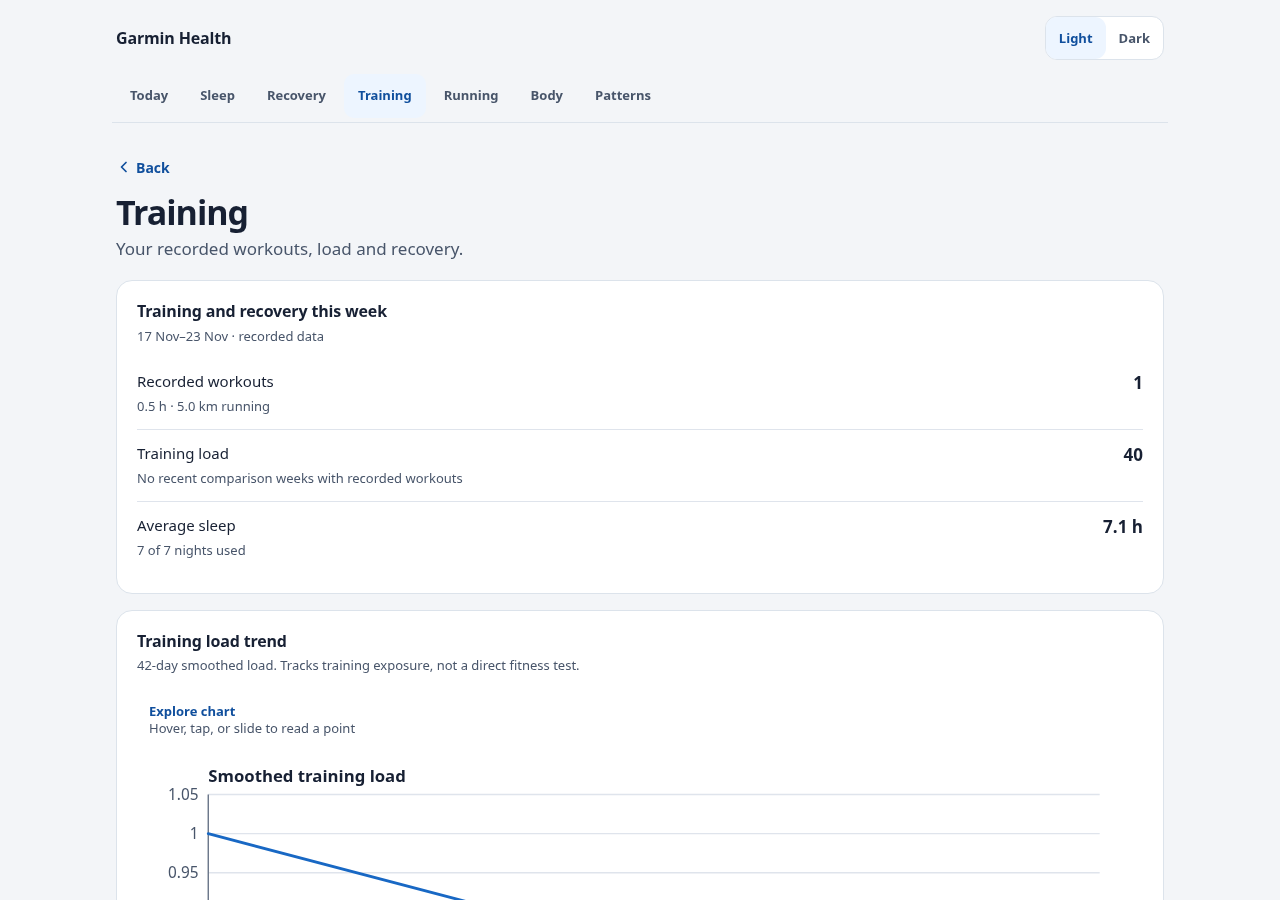 Garmin Health
Light Dark
Today Sleep Recovery Training Running Body Patterns
Back
Training
Your recorded workouts, load and recovery.
Training and recovery this week
17 Nov–23 Nov · recorded data
Recorded workouts 1
0.5 h · 5.0 km running
Training load 40
No recent comparison weeks with recorded workouts
Average sleep 7.1 h
7 of 7 nights used
Training load trend
42-day smoothed load. Tracks training exposure, not a direct fitness test.
Explore chart
Hover, tap, or slide to read a point
Smoothed training load
1.05
1
0.95